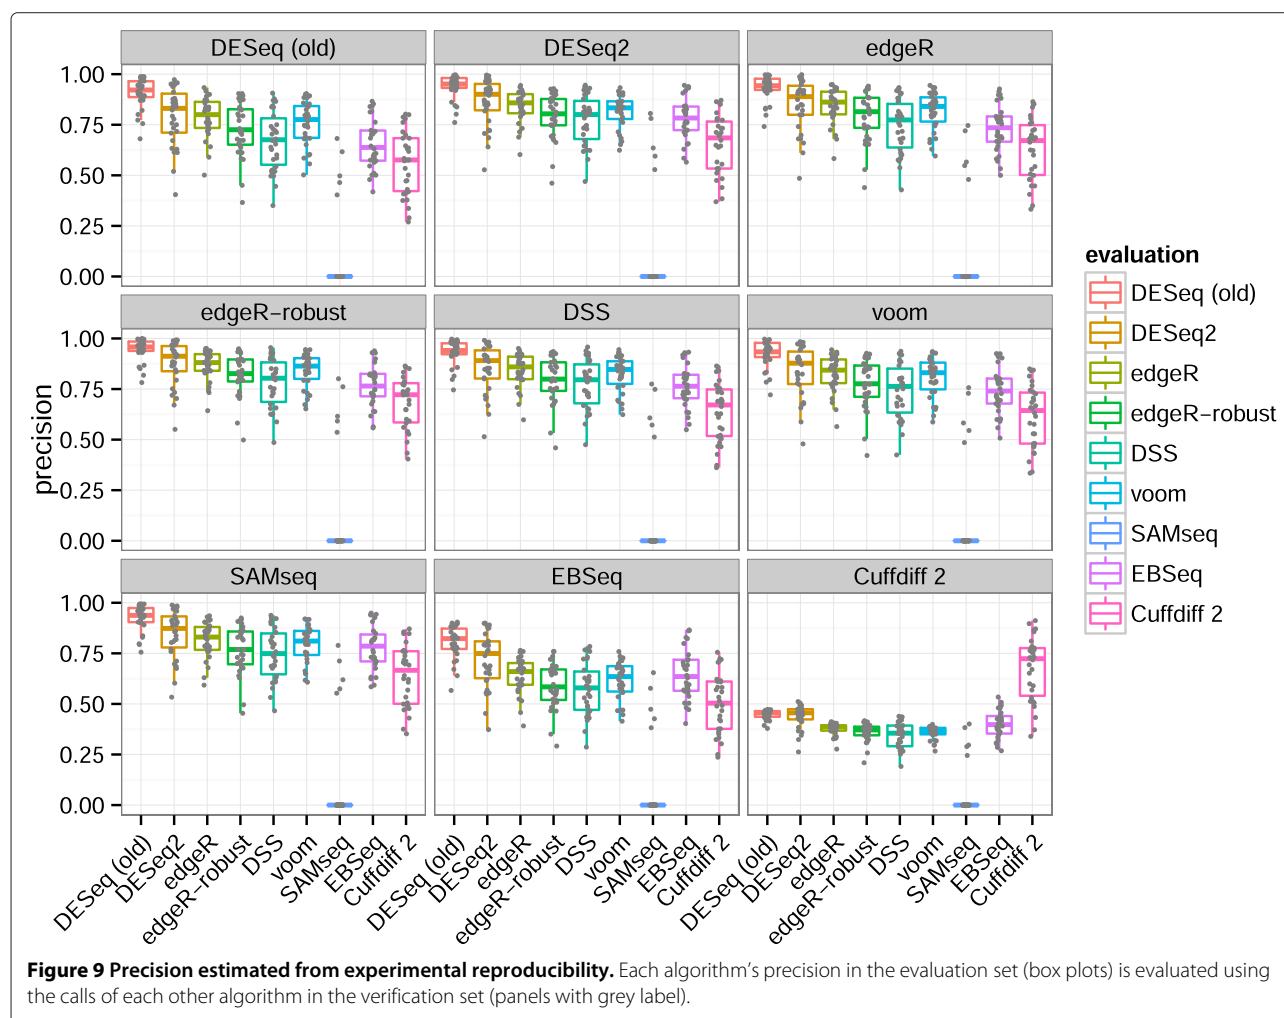 DESeq (old) DESeq2 edgeR
1.00
0.75
0.50
0.25
0.00
edgeR−robust DSS voom
1.00
0.75
0.50
0.25
0.00
precision
SAMseq EBSeq Cuffdiff 2
1.00
0.75
0.50
0.25
0.00
DESeq (old) DESeq2 edgeR edgeR−robust DSS voom SAMseq EBSeq Cuffdiff 2
DESeq (old) DESeq2 edgeR edgeR−robust DSS voom SAMseq EBSeq Cuffdiff 2
DESeq (old) DESeq2 edgeR edgeR−robust DSS voom SAMseq EBSeq Cuffdiff 2
evaluation
DESeq (old)
DESeq2
edgeR
edgeR−robust
DSS
voom
SAMseq
EBSeq
Cuffdiff 2
Figure 9 Precision estimated from experimental reproducibility. Each algorithm's precision in the evaluation set (box plots) is evaluated using
the calls of each other algorithm in the verification set (panels with grey label).